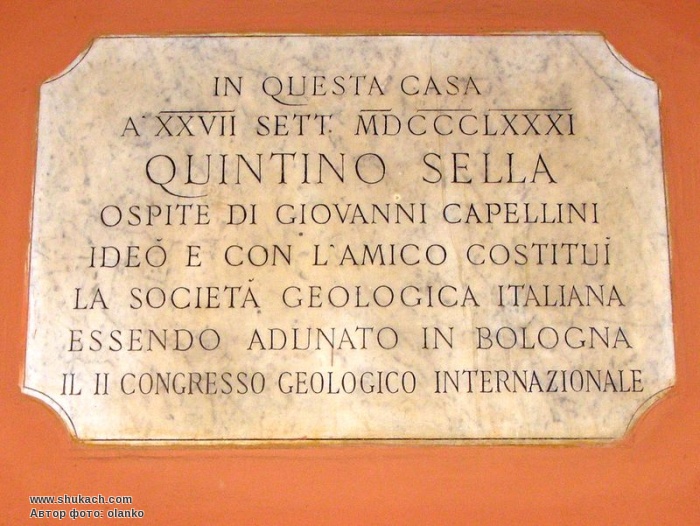 IN QUESTA CASA
A' XXVII SETT. MDCCCLXXXI
QUINTINO SELLA
OSPITE DI GIOVANNI CAPELLINI
IDEÒ E CON L'AMICO COSTITUÌ
LA SOCIETÀ GEOLOGICA ITALIANA
ESSENDO ADUNATO IN BOLOGNA
IL II CONGRESSO GEOLOGICO INTERNAZIONALE
www.shukach.com
Автор фото: olanko